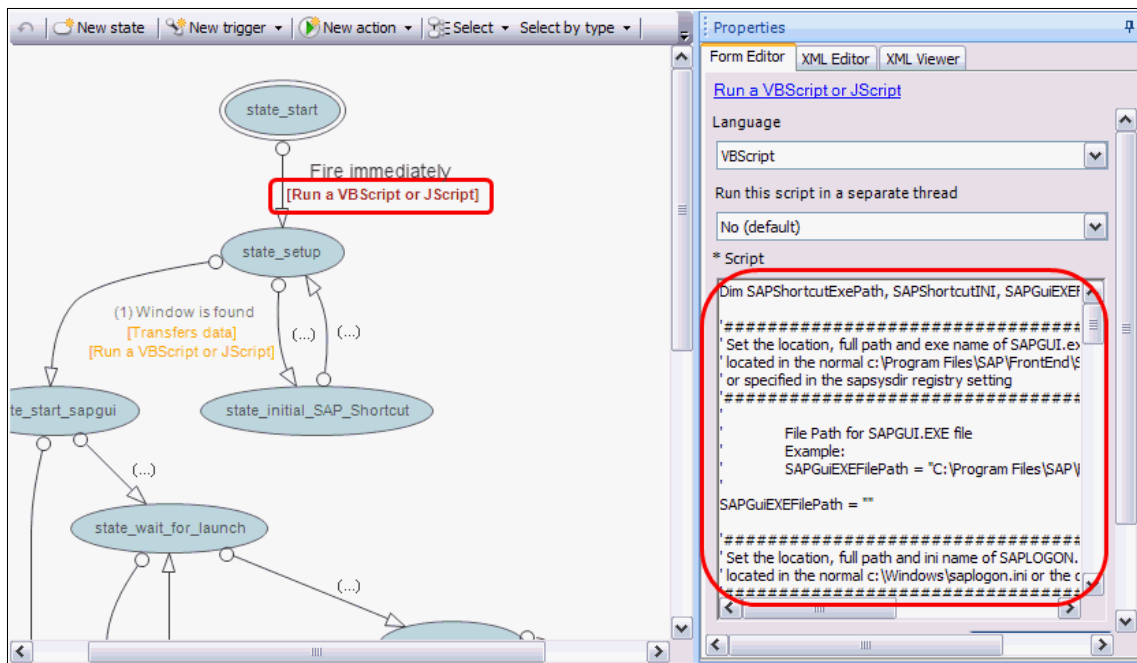 New state
New trigger
New action
Select
Select by type
state_start
Fire immediately
[Run a VBScript or JScript]
state_setup
(1) Window is found
[Transfers data]
[Run a VBScript or JScript]
(...)
(...)
te_start_sapgui
state_initial_SAP_Shortcut
(...)
state_wait_for_launch
(...)
Properties
Form Editor
XML Editor
XML Viewer
Run a VBScript or JScript
Language
VBScript
Run this script in a separate thread
No (default)
* Script
Dim SAPShortcutExePath, SAPShortcutINI, SAPGuiEXEF
'##################################
' Set the location, full path and exe name of SAPGUI.ex
' located in the normal c:\Program Files\SAP\FrontEnd\S
' or specified in the sapsysdir registry setting
'##################################
'
' File Path for SAPGUI.EXE file
' Example:
' SAPGuiEXEFilePath = "C:\Program Files\SAP\
'
SAPGuiEXEFilePath = ""
'##################################
' Set the location, full path and ini name of SAPLOGON.
' located in the normal c:\Windows\saplogon.ini or the
'##################################